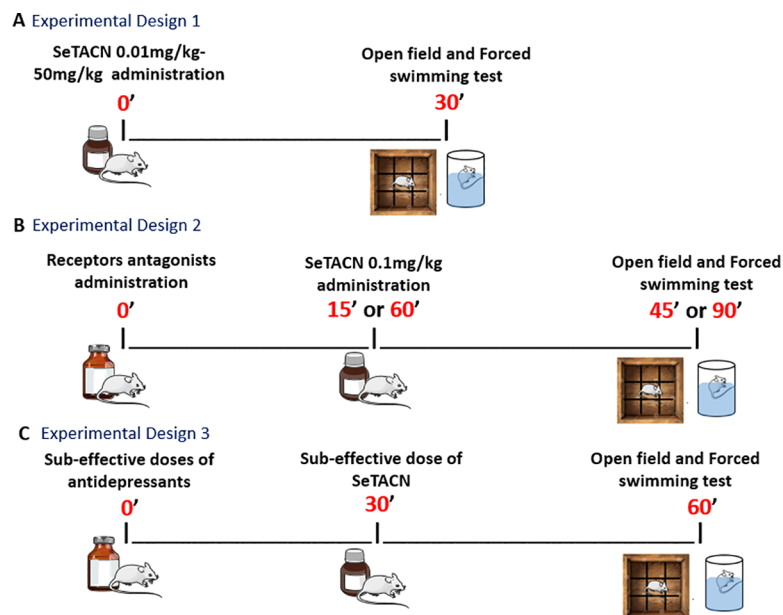 A Experimental Design 1
SeTACN 0.01mg/kg-
50mg/kg administration
0’
Open field and Forced
swimming test
30’
B Experimental Design 2
Receptors antagonists
administration
0’
SeTACN 0.1mg/kg
administration
15’ or 60’
Open field and Forced
swimming test
45’ or 90’
C Experimental Design 3
Sub-effective doses of
antidepressants
0’
Sub-effective dose of
SeTACN
30’
Open field and Forced
swimming test
60’